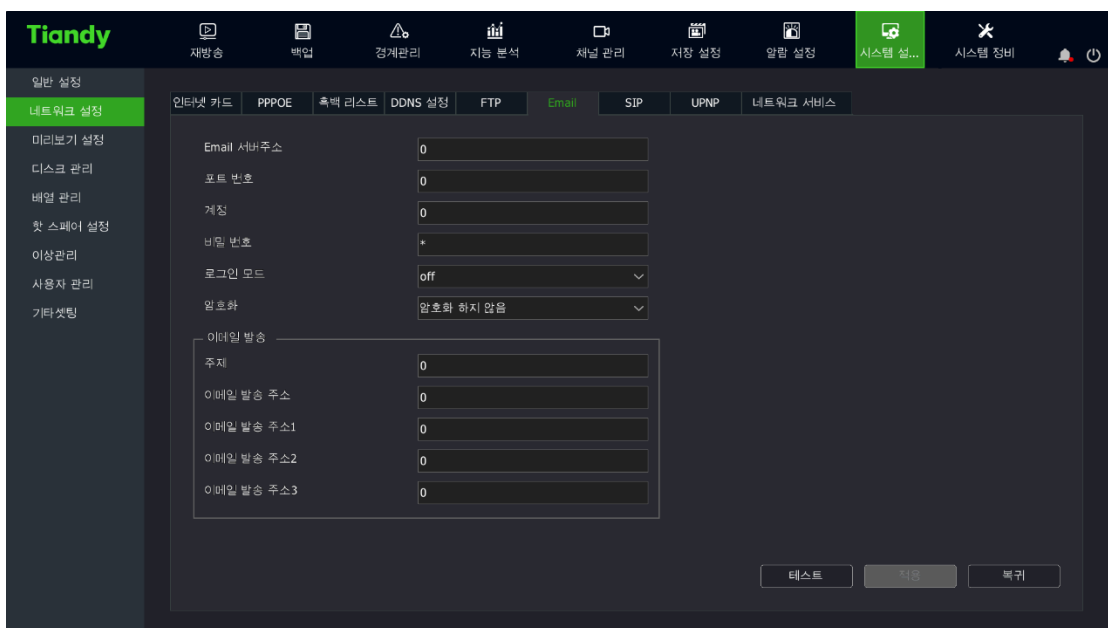 Tiandy
재방송 백업 경계관리 지능 분석 채널 관리 저장 설정 알람 설정 시스템 설... 시스템 정비
일반 설정
네트워크 설정
미리보기 설정
디스크 관리
배열 관리
핫 스페어 설정
이상관리
사용자 관리
기타셋팅
인터넷 카드 PPPOE 흑백 리스트 DDNS 설정 FTP Email SIP UPNP 네트워크 서비스
Email 서버주소 0
포트 번호 0
계정 0
비밀 번호 *
로그인 모드 off
암호화 암호화 하지 않음
이메일 발송
주제 0
이메일 발송 주소 0
이메일 발송 주소1 0
이메일 발송 주소2 0
이메일 발송 주소3 0
테스트 적용 복귀